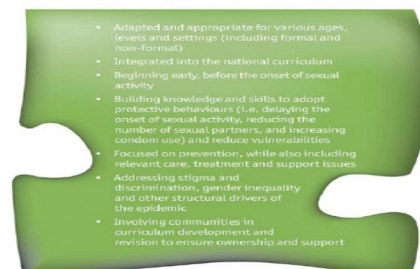 • Adapted and appropriate for various ages,
levels and settings (including formal and
non-formal)
• Integrated into the national curriculum
• Beginning early, before the onset of sexual
activity
• Building knowledge and skills to adopt
protective behaviours (i.e. delaying the
onset of sexual activity, reducing the
number of sexual partners, and increasing
condom use) and reduce vulnerabilities
• Focused on prevention, while also including
relevant care, treatment and support issues
• Addressing stigma and
discrimination, gender inequality
and other structural drivers of
the epidemic
• Involving communities in
curriculum development and
revision to ensure ownership and support